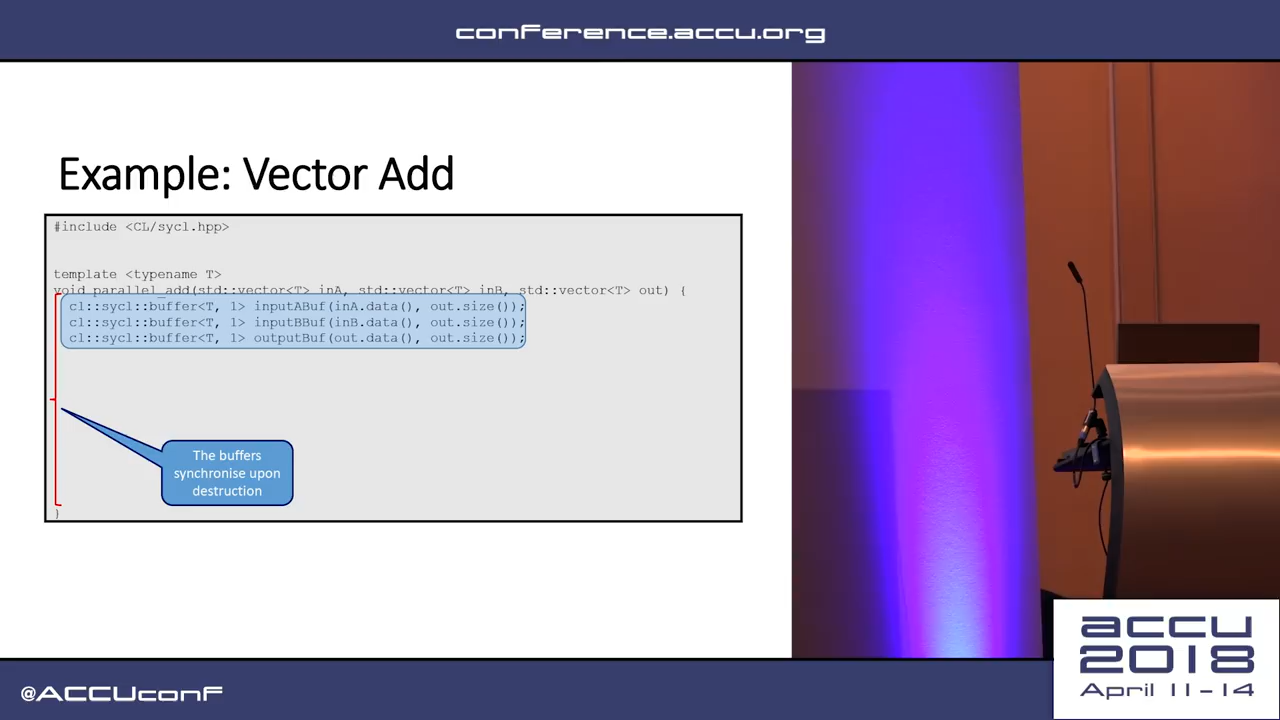 conference.accu.org
Example: Vector Add
#include <CL/sycl.hpp>
template <typename T>
void parallel_add(std::vector<T> inA, std::vector<T> inB, std::vector<T> out) {
cl::sycl::buffer<T, 1> inputABuf(inA.data(), out.size());
cl::sycl::buffer<T, 1> inputBBuf(inB.data(), out.size());
cl::sycl::buffer<T, 1> outputBuf(out.data(), out.size());
The buffers
synchronise upon
destruction
}
accu
2018
April 11-14
@ACCUconf